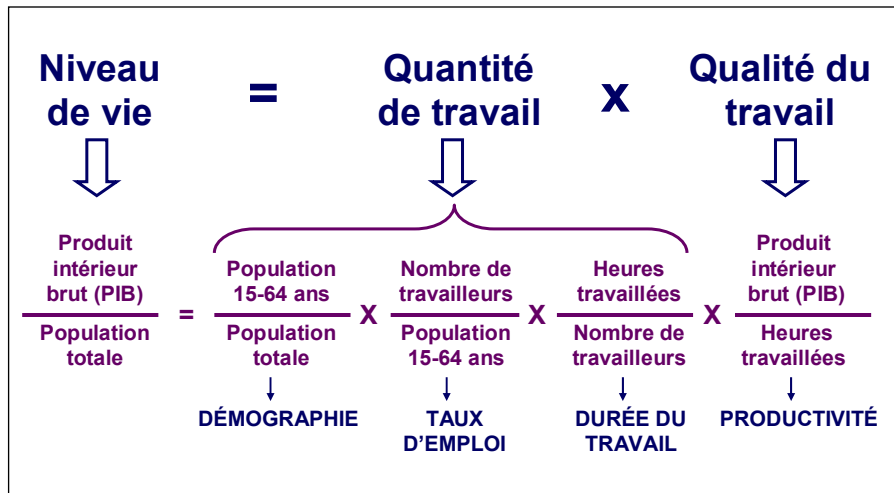 Niveau
de vie
=
Quantité
de travail
x
Qualité du
travail
Produit
intérieur
brut (PIB)
Population
totale
=
Population
15-64 ans
Population
totale
X
Nombre de
travailleurs
Population
15-64 ans
X
Heures
travaillées
Nombre de
travailleurs
X
Produit
intérieur
brut (PIB)
Heures
travaillées
DÉMOGRAPHIE
TAUX
D'EMPLOI
DURÉE DU
TRAVAIL
PRODUCTIVITÉ